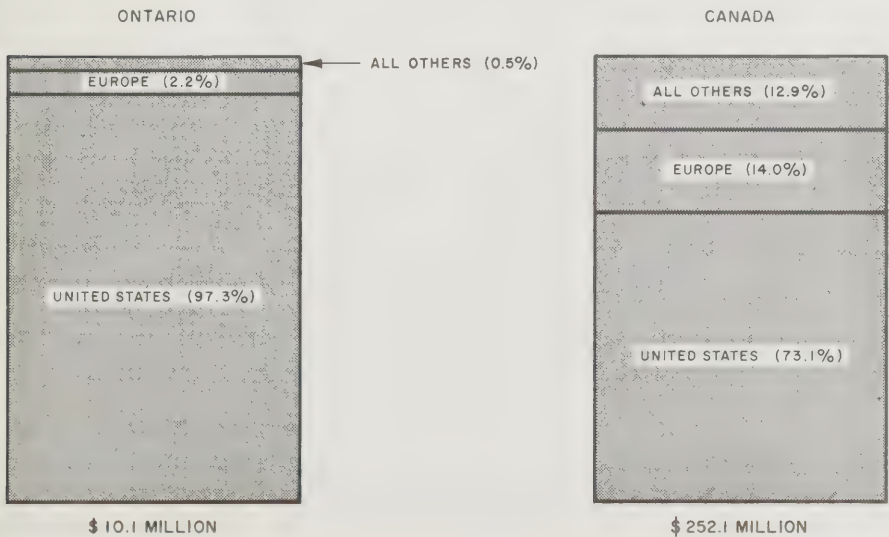 ONTARIO
ALL OTHERS (0.5%)
EUROPE (2.2%)
UNITED STATES (97.3%)
$ 10.1 MILLION
CANADA
ALL OTHERS (12.9%)
EUROPE (14.0%)
UNITED STATES (73.1%)
$ 252.1 MILLION